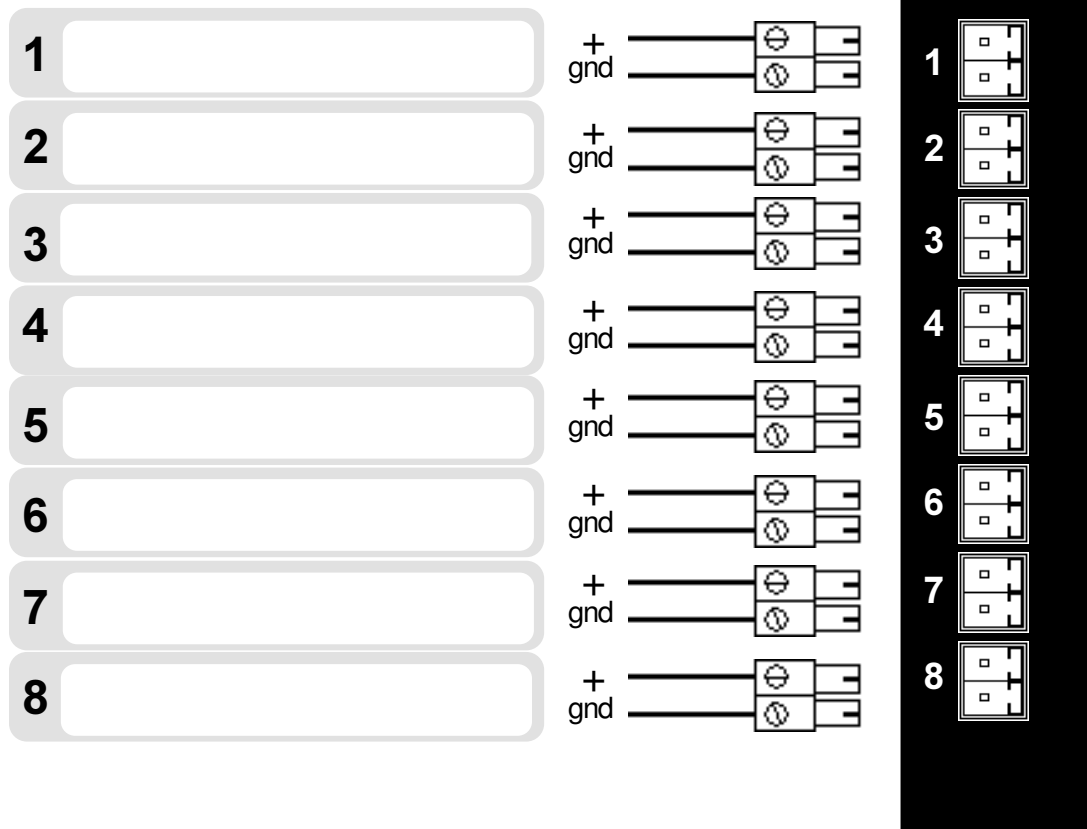 1 + 1
gnd
2 + 2
gnd
3 + 3
gnd
4 + 4
gnd
5 + 5
gnd
6 + 6
gnd
7 + 7
gnd
8 + 8
gnd